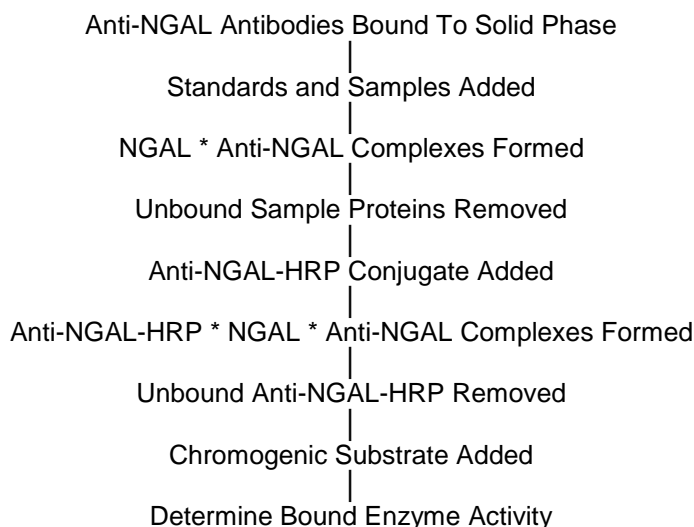 Anti-NGAL Antibodies Bound To Solid Phase
Standards and Samples Added
NGAL * Anti-NGAL Complexes Formed
Unbound Sample Proteins Removed
Anti-NGAL-HRP Conjugate Added
Anti-NGAL-HRP * NGAL * Anti-NGAL Complexes Formed
Unbound Anti-NGAL-HRP Removed
Chromogenic Substrate Added
Determine Bound Enzyme Activity